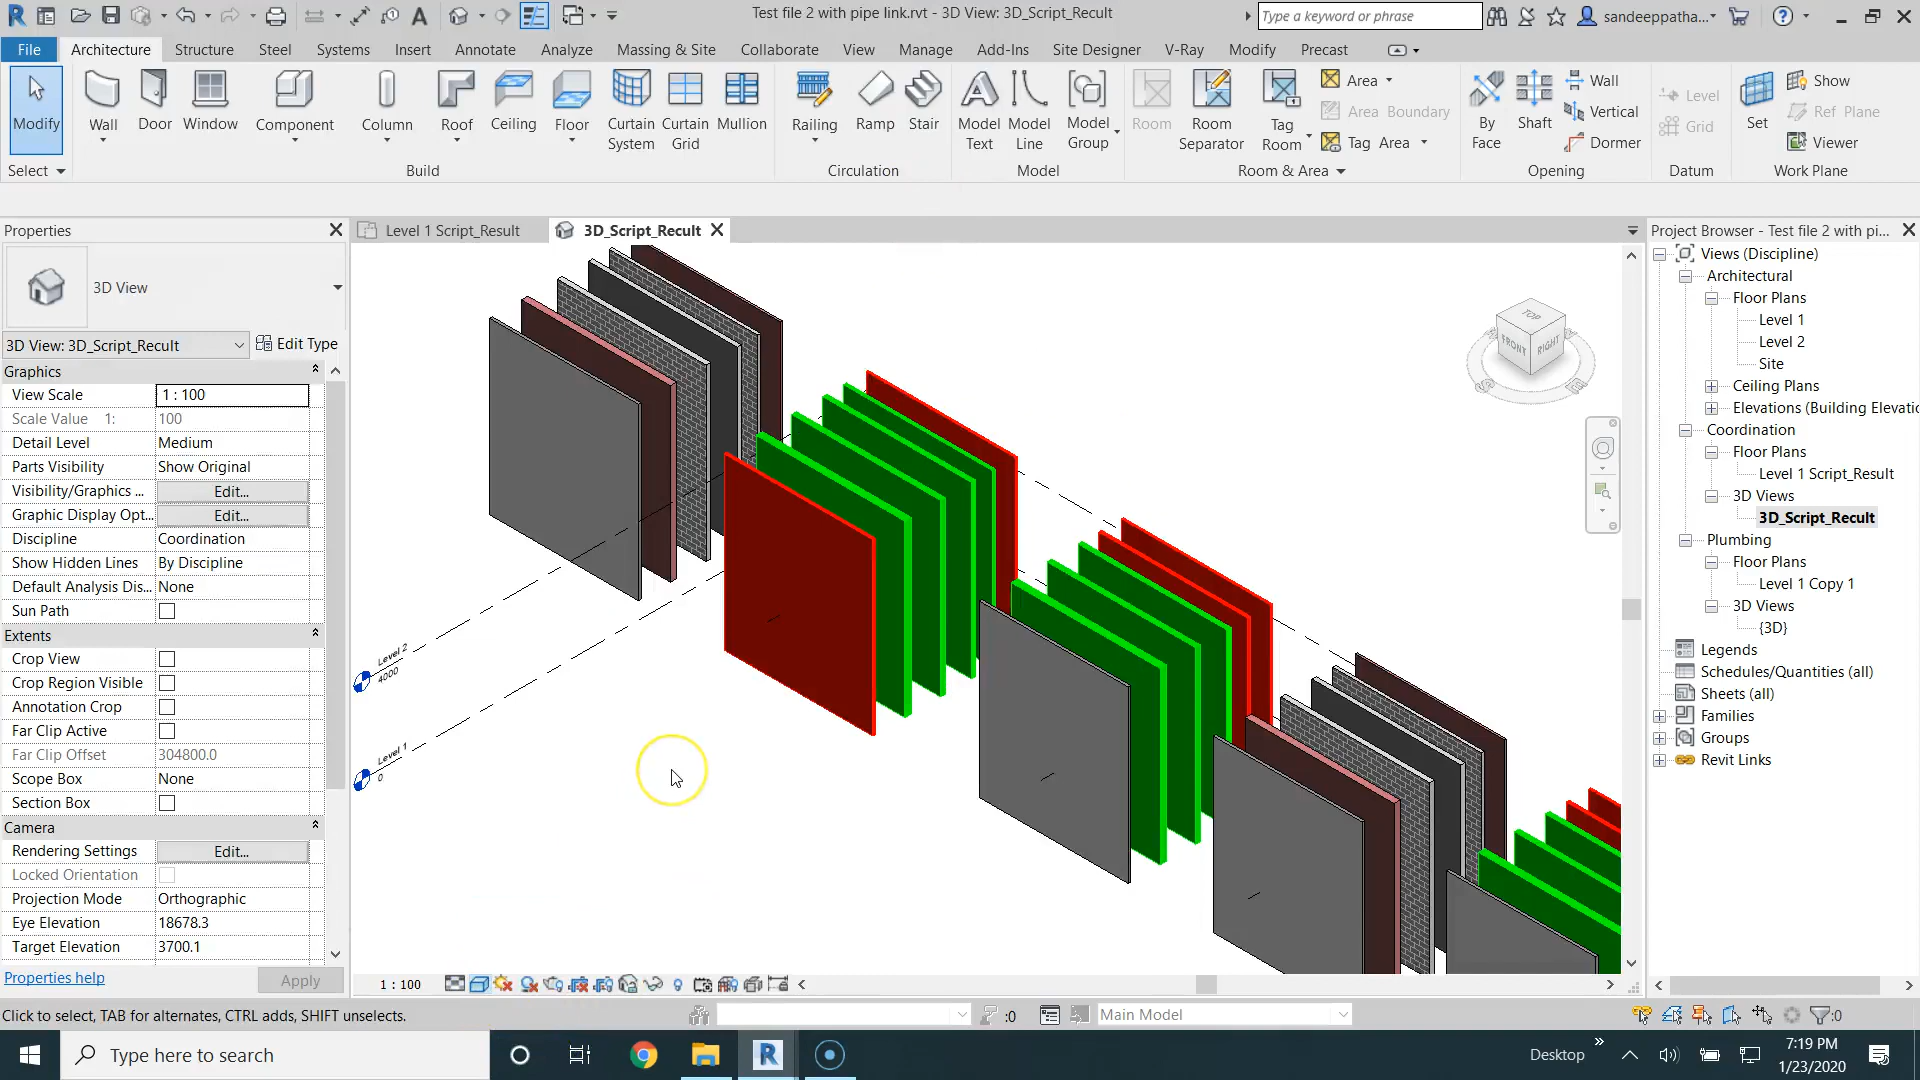 Test file 2 with pipe link.rvt - 3D View: 3D_Script_Recult
Type a keyword or phrase
sandeeppatha...
File
Architecture
Structure
Steel
Systems
Insert
Annotate
Analyze
Massing & Site
Collaborate
View
Manage
Add-Ins
Site Designer
V-Ray
Modify
Precast
Modify
Wall
Door
Window
Component
Column
Roof
Ceiling
Floor
Curtain
System
Curtain
Grid
Mullion
Railing
Ramp
Stair
Model
Text
Model
Line
Model
Group
Room
Room
Separator
Tag
Room
Area
Area Boundary
Tag Area
By
Face
Shaft
Wall
Vertical
Dormer
Level
Grid
Set
Show
Ref Plane
Viewer
Select
Build
Circulation
Model
Room & Area
Opening
Datum
Work Plane
Properties
3D View
3D View: 3D_Script_Recult
Edit Type
Graphics
View Scale 1 : 100
Scale Value 1: 100
Detail Level Medium
Parts Visibility Show Original
Visibility/Graphics ... Edit...
Graphic Display Opt... Edit...
Discipline Coordination
Show Hidden Lines By Discipline
Default Analysis Dis... None
Sun Path
Extents
Crop View
Crop Region Visible
Annotation Crop
Far Clip Active
Far Clip Offset 304800.0
Scope Box None
Section Box
Camera
Rendering Settings Edit...
Locked Orientation
Projection Mode Orthographic
Eye Elevation 18678.3
Target Elevation 3700.1
Properties help
Apply
Level 1 Script_Result
3D_Script_Recult
TOP
FRONT
RIGHT
Level 2
4000
Level 1
0
1 : 100
Project Browser - Test file 2 with pi...
Views (Discipline)
Architectural
Floor Plans
Level 1
Level 2
Site
Ceiling Plans
Elevations (Building Elevatio
Coordination
Floor Plans
Level 1 Script_Result
3D Views
3D_Script_Recult
Plumbing
Floor Plans
Level 1 Copy 1
3D Views
{3D}
Legends
Schedules/Quantities (all)
Sheets (all)
Families
Groups
Revit Links
Click to select, TAB for alternates, CTRL adds, SHIFT unselects.
:0
Main Model
:0
Type here to search
Desktop
7:19 PM
1/23/2020